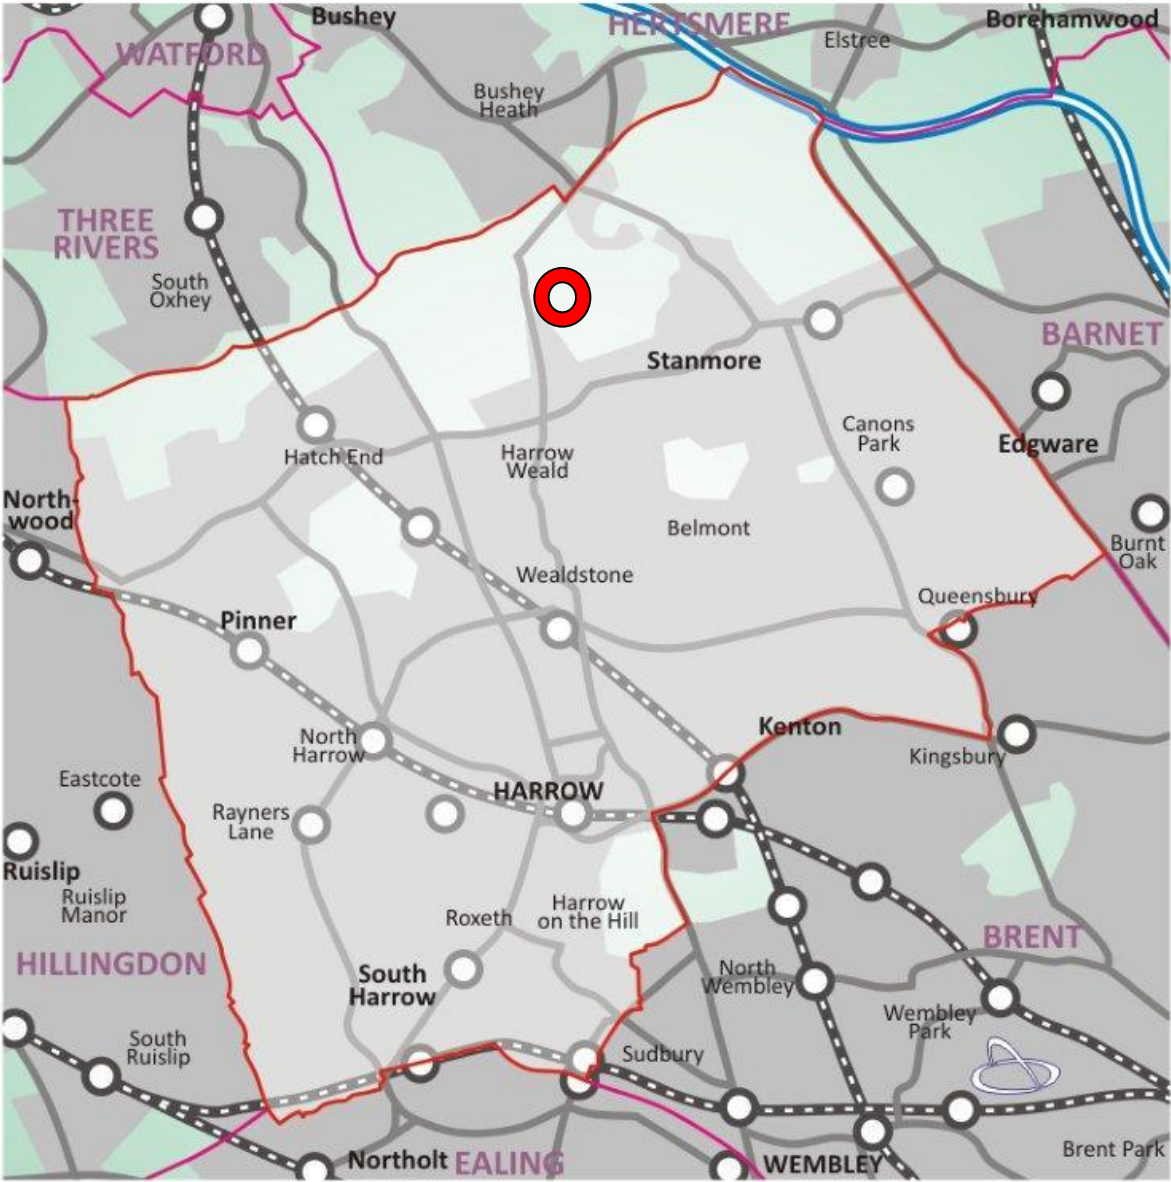 Bushey
HERTSMERE
Borehamwood
Elstree
WATFORD
Bushey
Heath
THREE
RIVERS
South
Oxhey
BARNET
Stanmore
Canons
Park
Edgware
Hatch End
Harrow
Weald
North-
wood
Belmont
Burnt
Oak
Wealdstone
Queensbury
Pinner
Kenton
North
Harrow
Kingsbury
Eastcote
HARROW
Rayners
Lane
Ruislip
Ruislip
Manor
Roxeth
Harrow
on the Hill
HILLINGDON
BRENT
South
Harrow
North
Wembley
Wembley
Park
South
Ruislip
Sudbury
Brent Park
Northolt
EALING
WEMBLEY